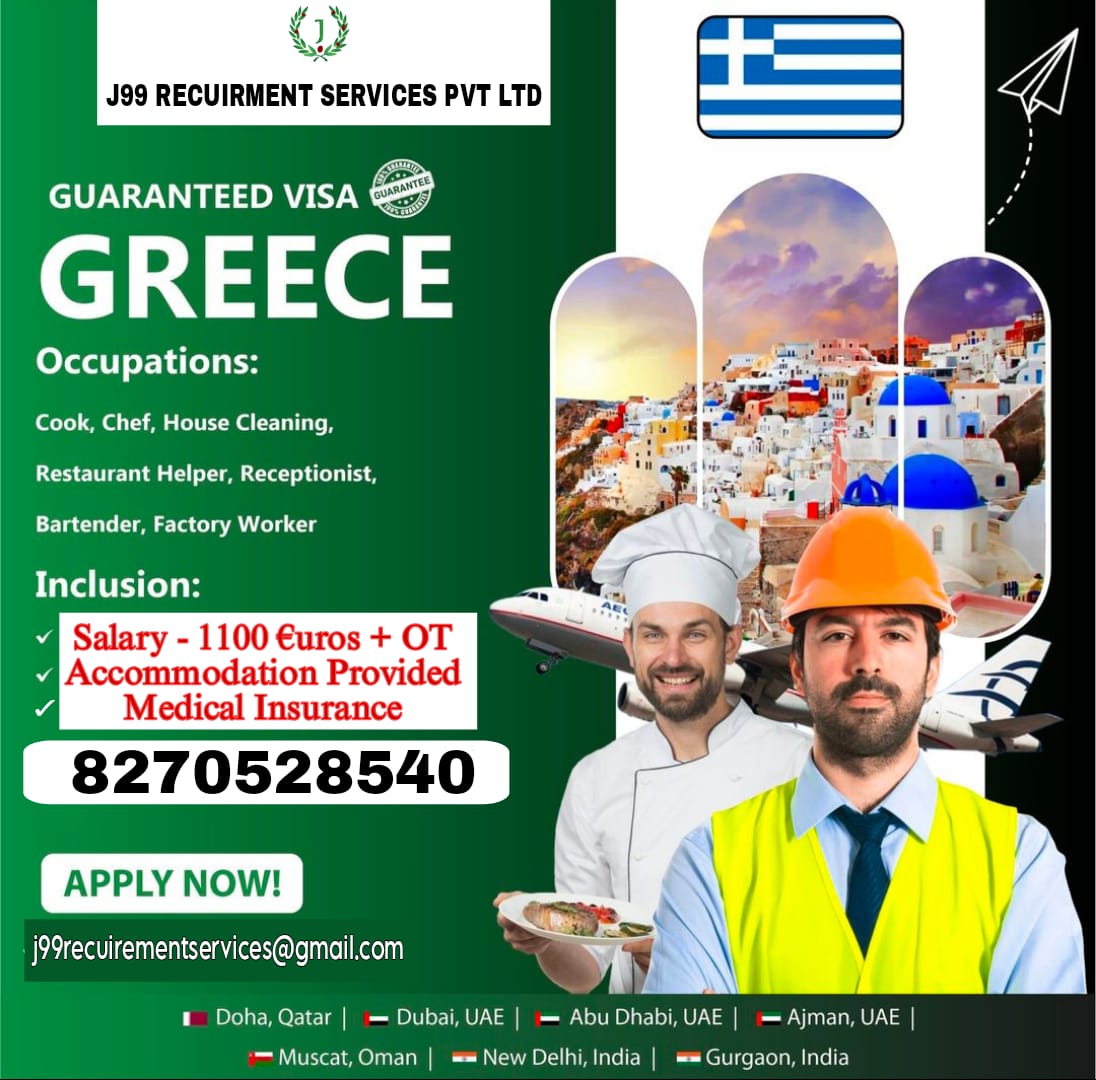 J
J99 RECUIRMENT SERVICES PVT LTD
GUARANTEED VISA
GUARANTEE
GREECE
Occupations:
Cook, Chef, House Cleaning,
Restaurant Helper, Receptionist,
Bartender, Factory Worker
Inclusion:
Salary - 1100 €uros + OT
Accommodation Provided
Medical Insurance
8270528540
APPLY NOW!
j99recuirementservices@gmail.com
Doha, Qatar | Dubai, UAE | Abu Dhabi, UAE | Ajman, UAE |
Muscat, Oman | New Delhi, India | Gurgaon, India